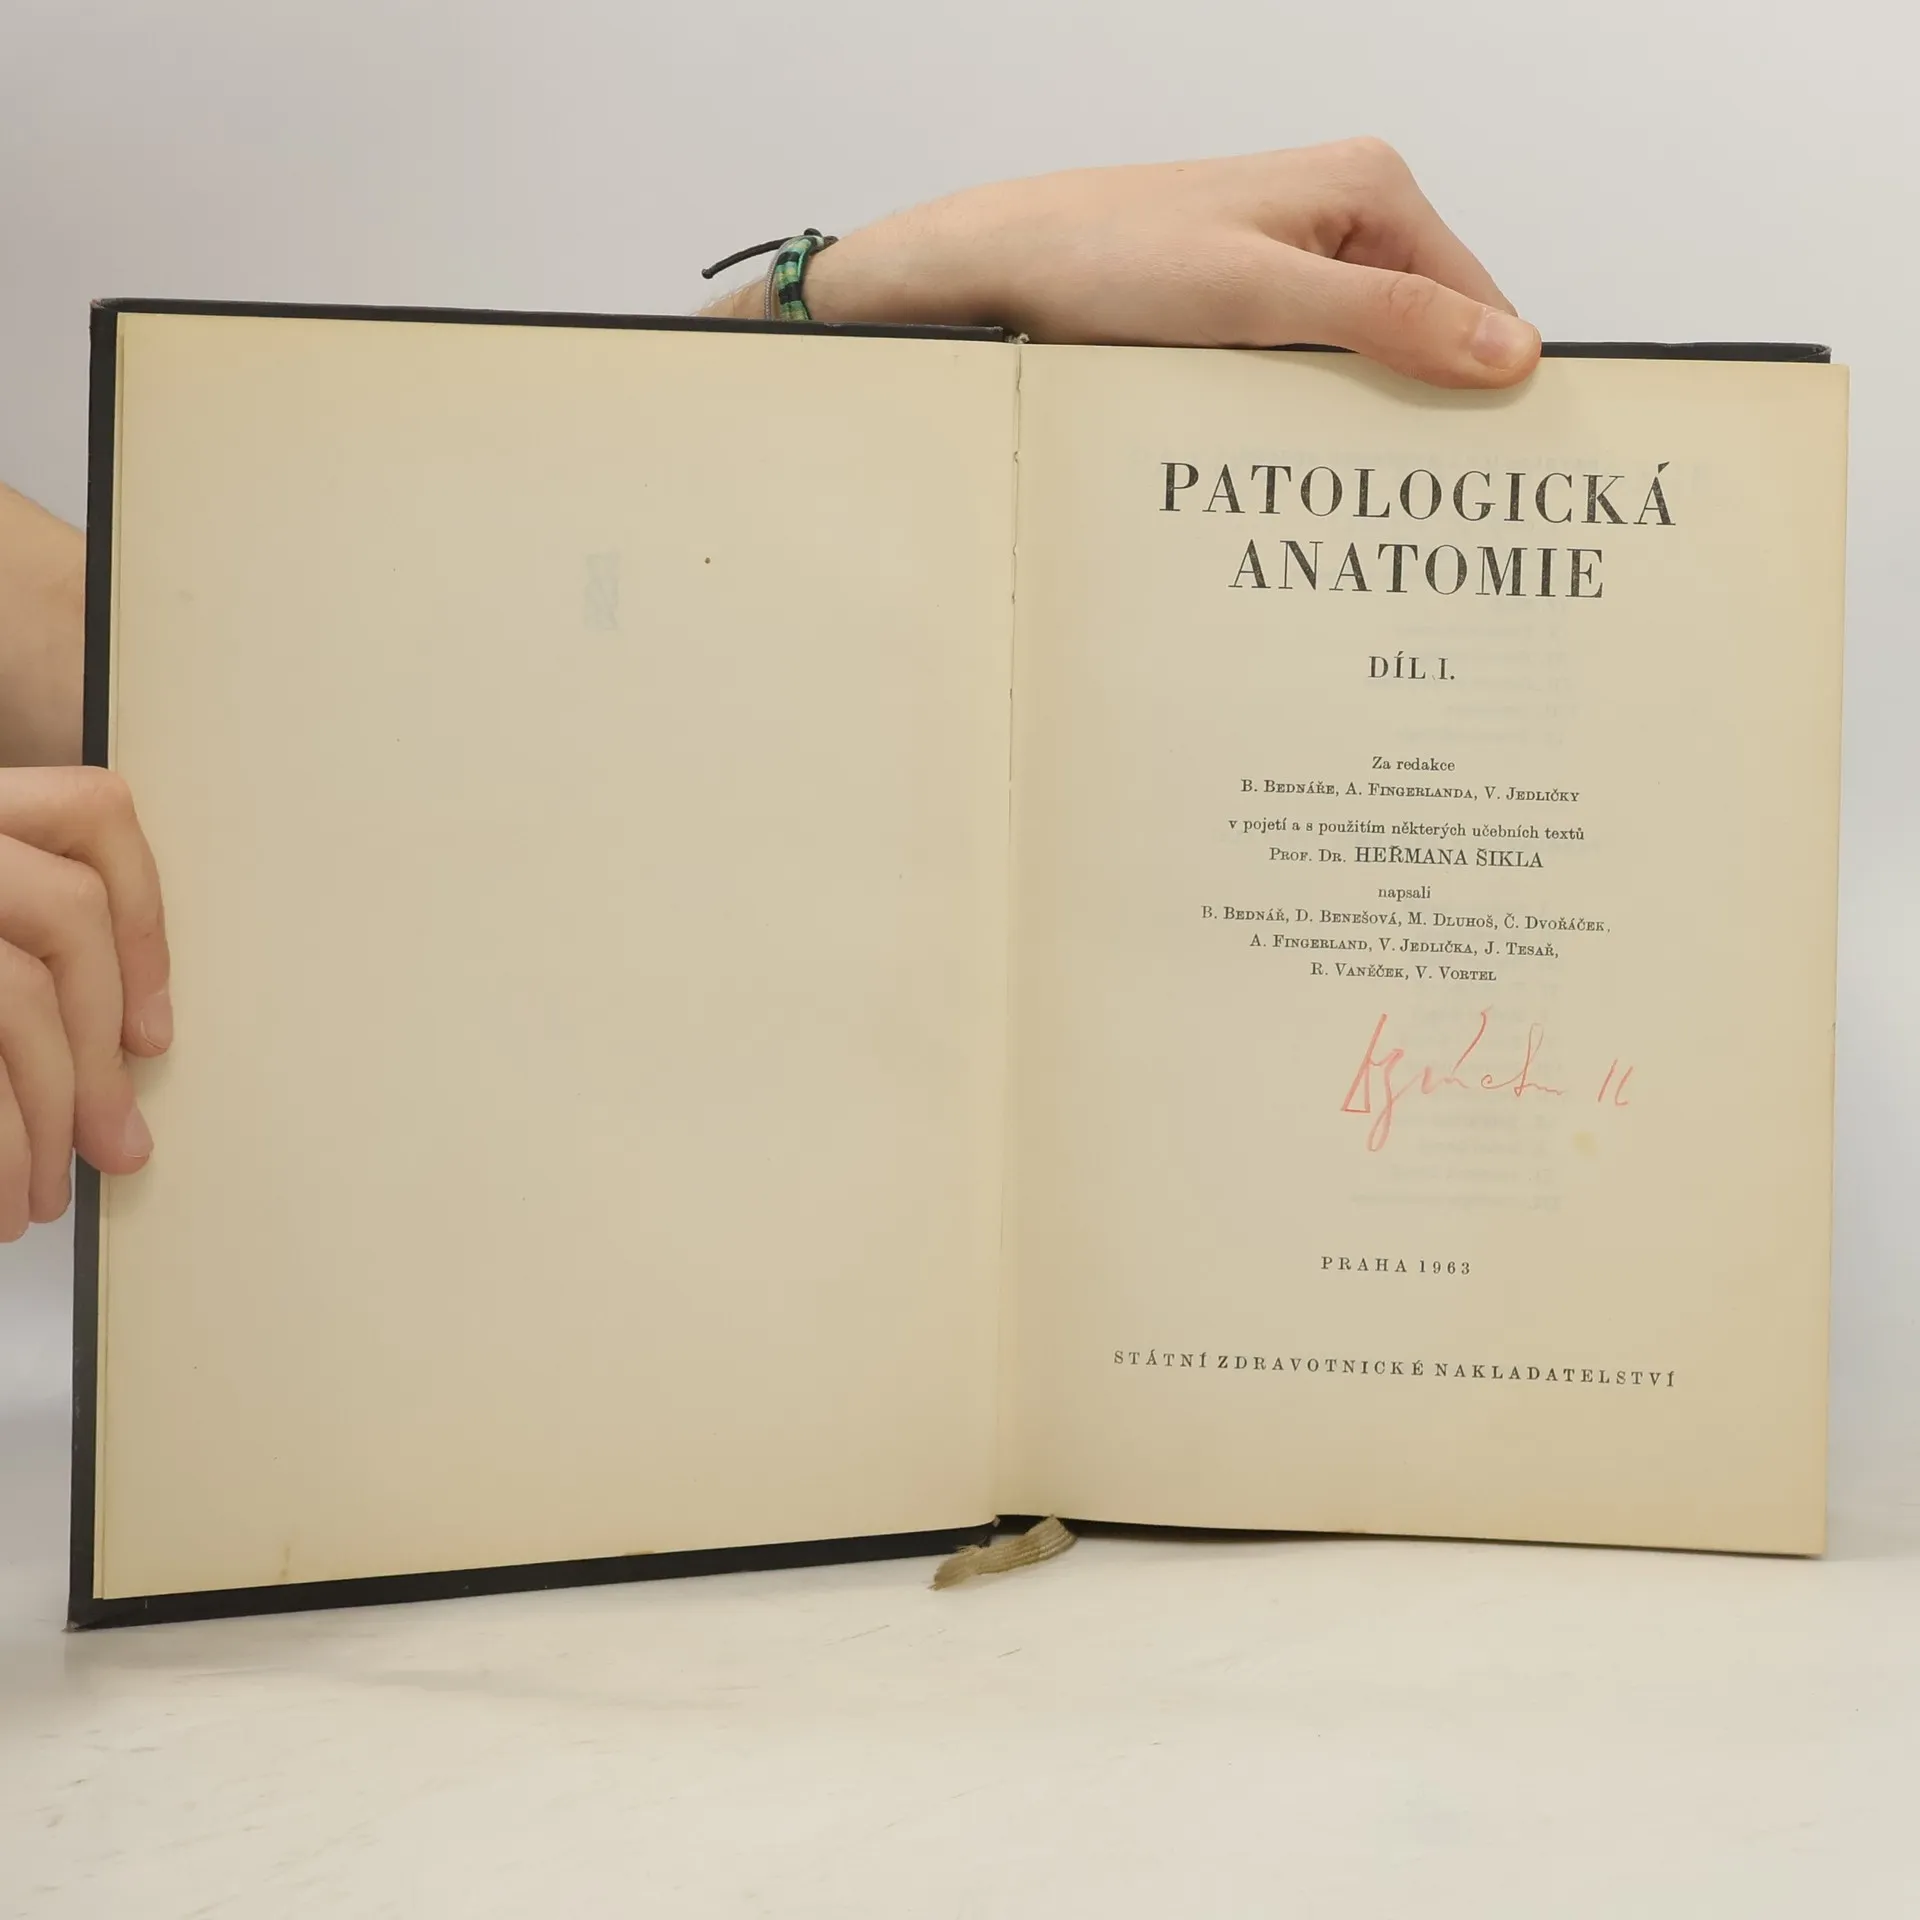 PATOLOGICKÁ
ANATOMIE
DÍL I.
Za redakce
B. BEDNÁŘE, A. FINGERLANDA, V. JEDLIČKY
v pojetí a s použitím některých učebních textů
PROF. DR. HEŘMANA ŠIKLA
napsali
B. BEDNÁŘ, D. BENEŠOVÁ, M. DLUHOŠ, Č. DVOŘÁČEK,
A. FINGERLAND, V. JEDLIČKA, J. TESAŘ,
R. VANĚČEK, V. VORTEL
PRAHA 1963
STÁTNÍ ZDRAVOTNICKÉ NAKLADATELSTVÍ